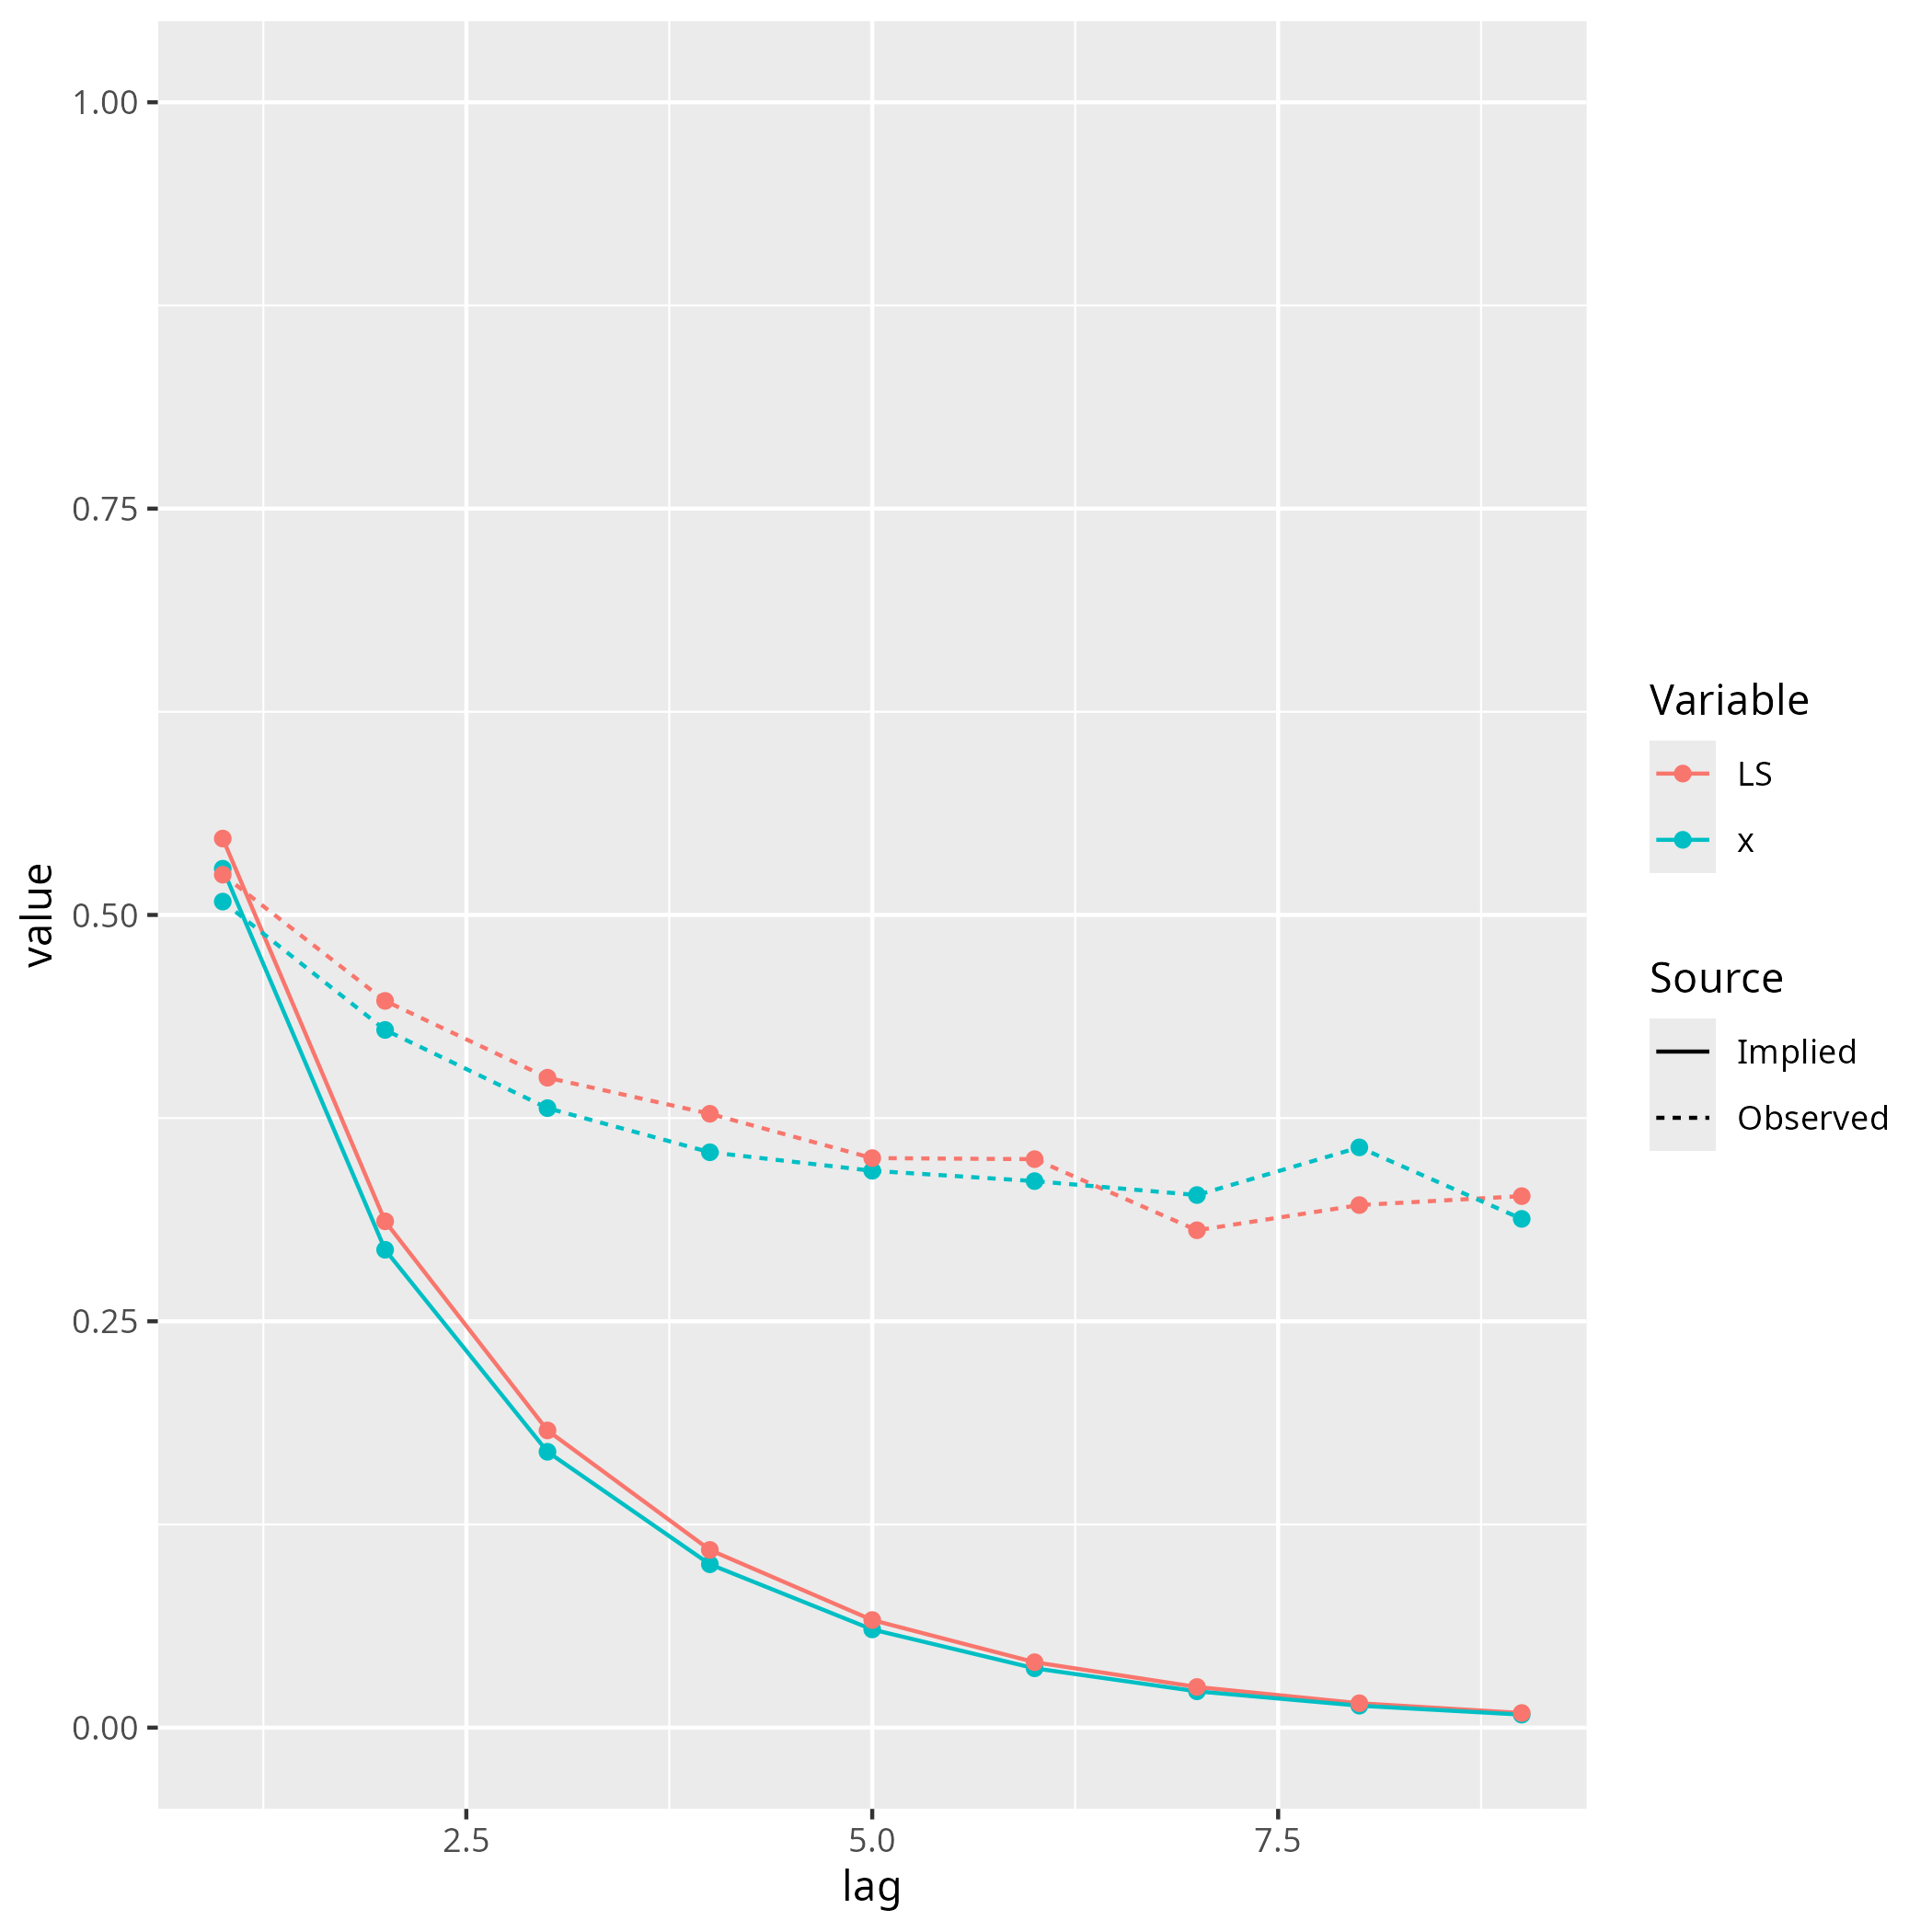 1.00
0.75
0.50
0.25
0.00
value
2.5
5.0
7.5
lag
Variable
LS
x
Source
Implied
Observed